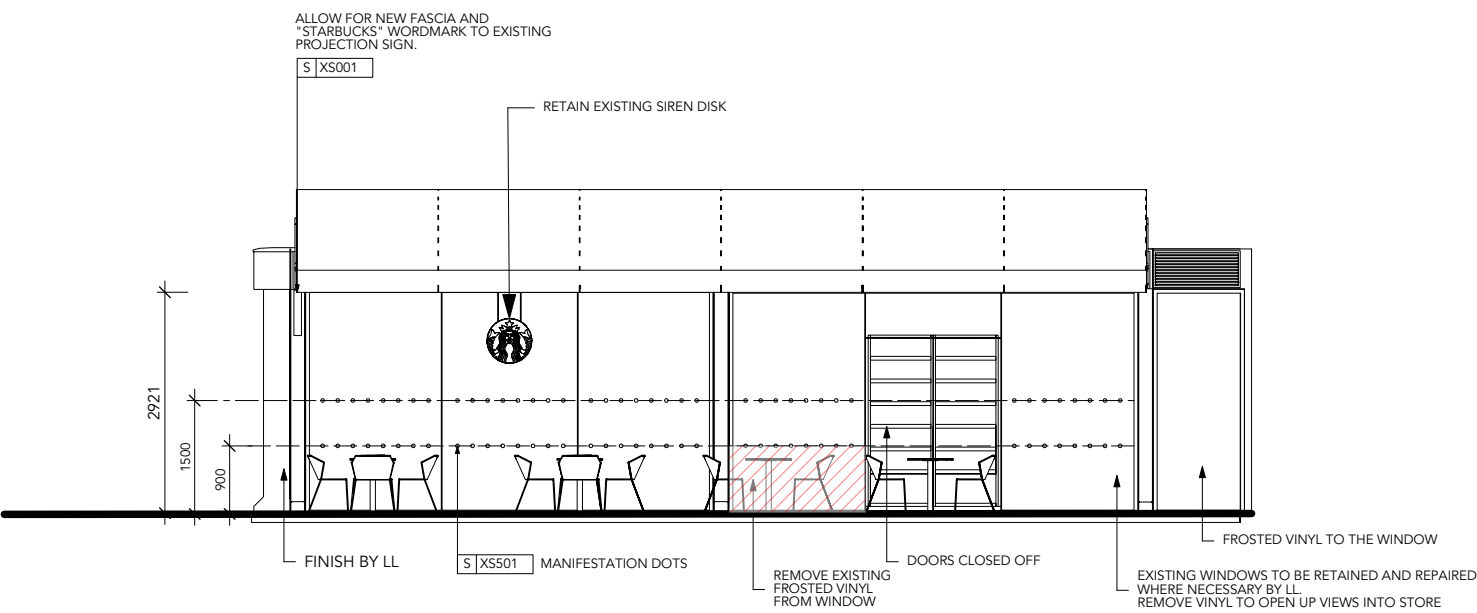 ALLOW FOR NEW FASCIA AND
"STARBUCKS" WORDMARK TO EXISTING
PROJECTION SIGN.
S XS001
RETAIN EXISTING SIREN DISK
2921
1500
900
FINISH BY LL
S XS501 MANIFESTATION DOTS
REMOVE EXISTING
FROSTED VINYL
FROM WINDOW
DOORS CLOSED OFF
FROSTED VINYL TO THE WINDOW
EXISTING WINDOWS TO BE RETAINED AND REPAIRED
WHERE NECESSARY BY LL.
REMOVE VINYL TO OPEN UP VIEWS INTO STORE